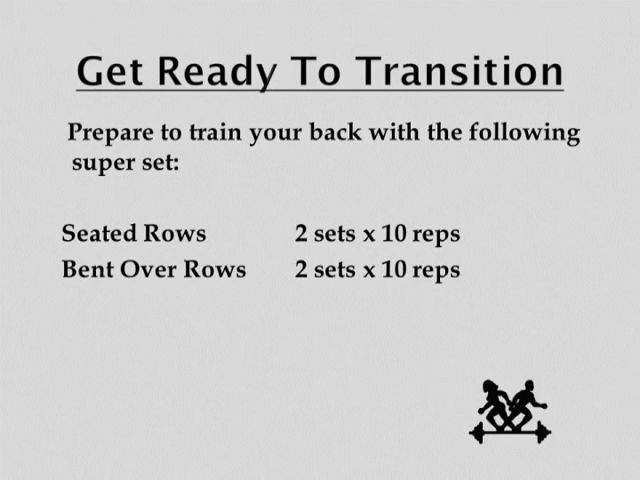 Get Ready To Transition
Prepare to train your back with the following
super set:
Seated Rows 2 sets x 10 reps
Bent Over Rows 2 sets x 10 reps